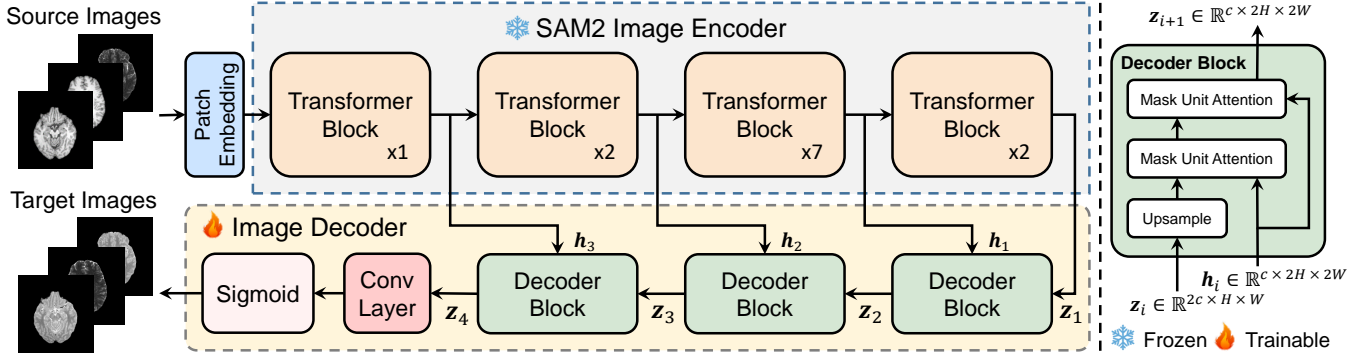 Source Images
SAM2 Image Encoder
Patch
Embedding
Transformer
Block
x1
Transformer
Block
x2
Transformer
Block
x7
Transformer
Block
x2
Target Images
Image Decoder
h₃
h₂
h₁
Sigmoid
Conv
Layer
z₄
Decoder
Block
z₃
Decoder
Block
z₂
Decoder
Block
z₁
zᵢ₊₁ ∈ ℝ^{c × 2H × 2W}
Decoder Block
Mask Unit Attention
Mask Unit Attention
Upsample
hᵢ ∈ ℝ^{c × 2H × 2W}
zᵢ ∈ ℝ^{2c × H × W}
Frozen
Trainable